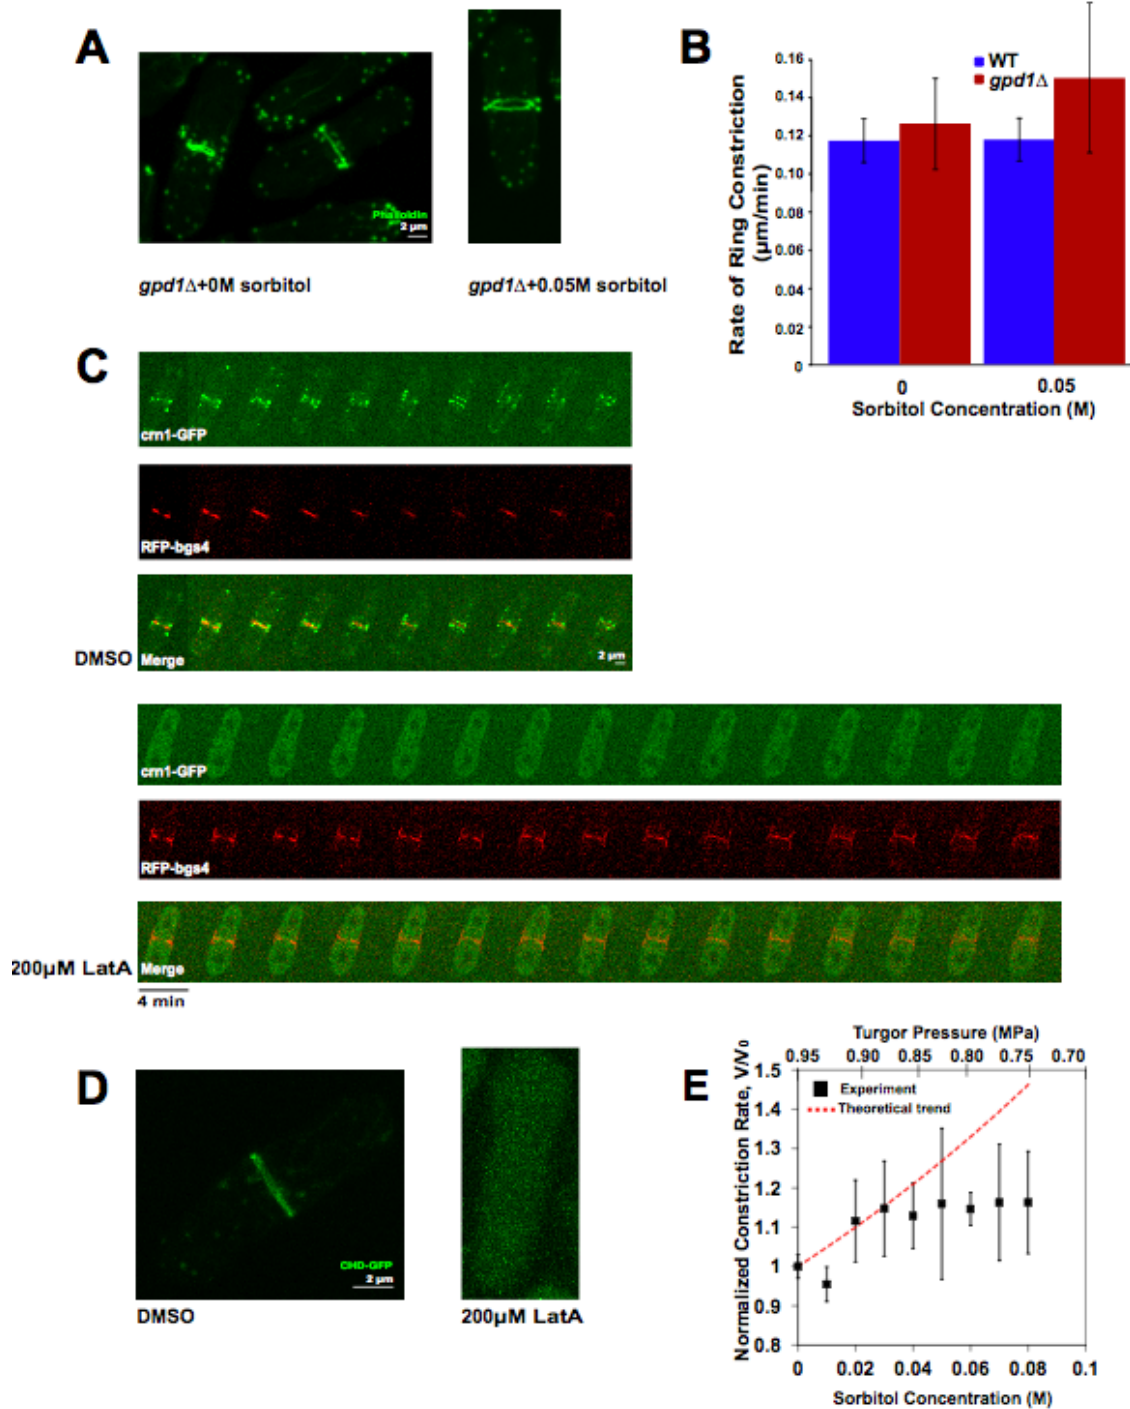 A
Phalloidin
2 µm
gpd1Δ+0M sorbitol
gpd1Δ+0.05M sorbitol
B
WT
gpd1Δ
Rate of Ring Constriction
(µm/min)
0.16
0.14
0.12
0.10
0.08
0.06
0.04
0.02
0
0
0.05
Sorbitol Concentration (M)
C
crn1-GFP
RFP-bgs4
DMSO
Merge
2 µm
crn1-GFP
RFP-bgs4
200µM LatA
Merge
4 min
D
CHD-GFP
2 µm
DMSO
200µM LatA
E
Turgor Pressure (MPa)
0.95 0.90 0.85 0.80 0.75 0.70
Normalized Constriction Rate, V/V₀
Experiment
Theoretical trend
1.5
1.4
1.3
1.2
1.1
1
0.9
0.8
0 0.02 0.04 0.06 0.08 0.1
Sorbitol Concentration (M)